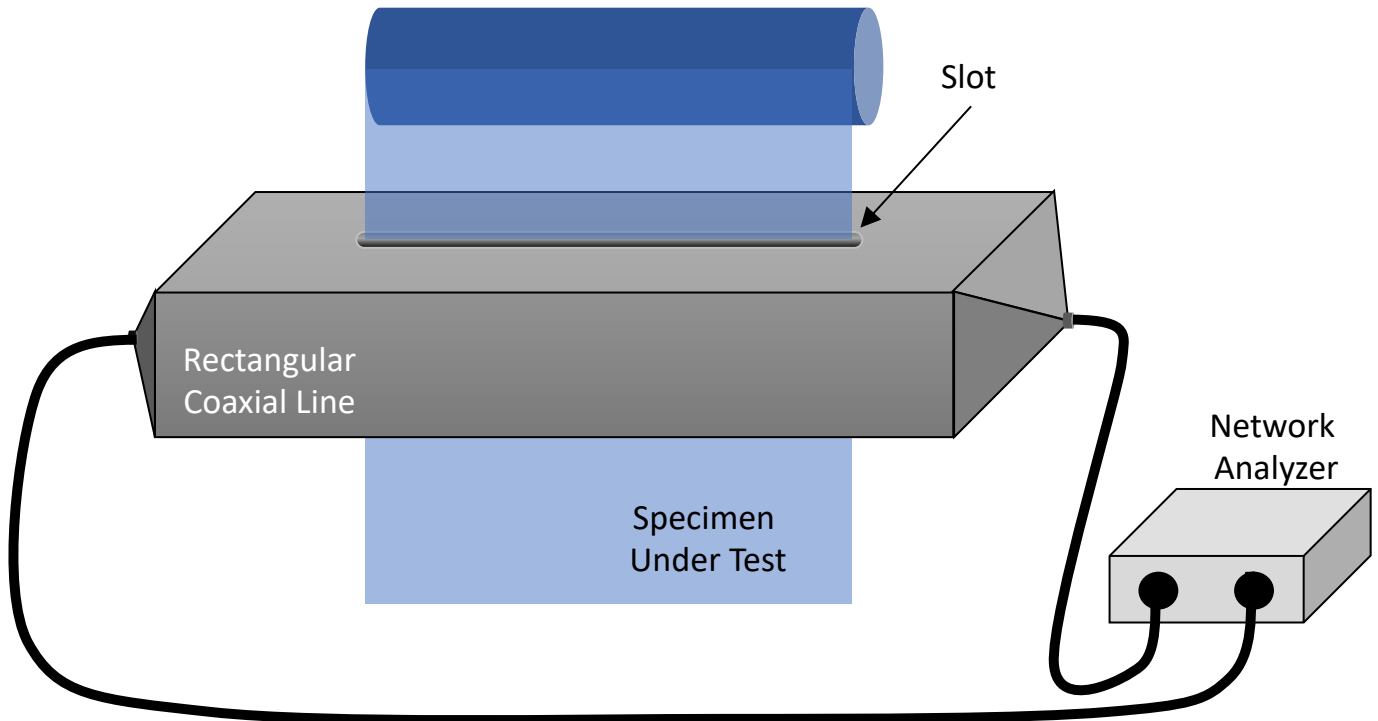 Slot
Rectangular
Coaxial Line
Network
Analyzer
Specimen
Under Test